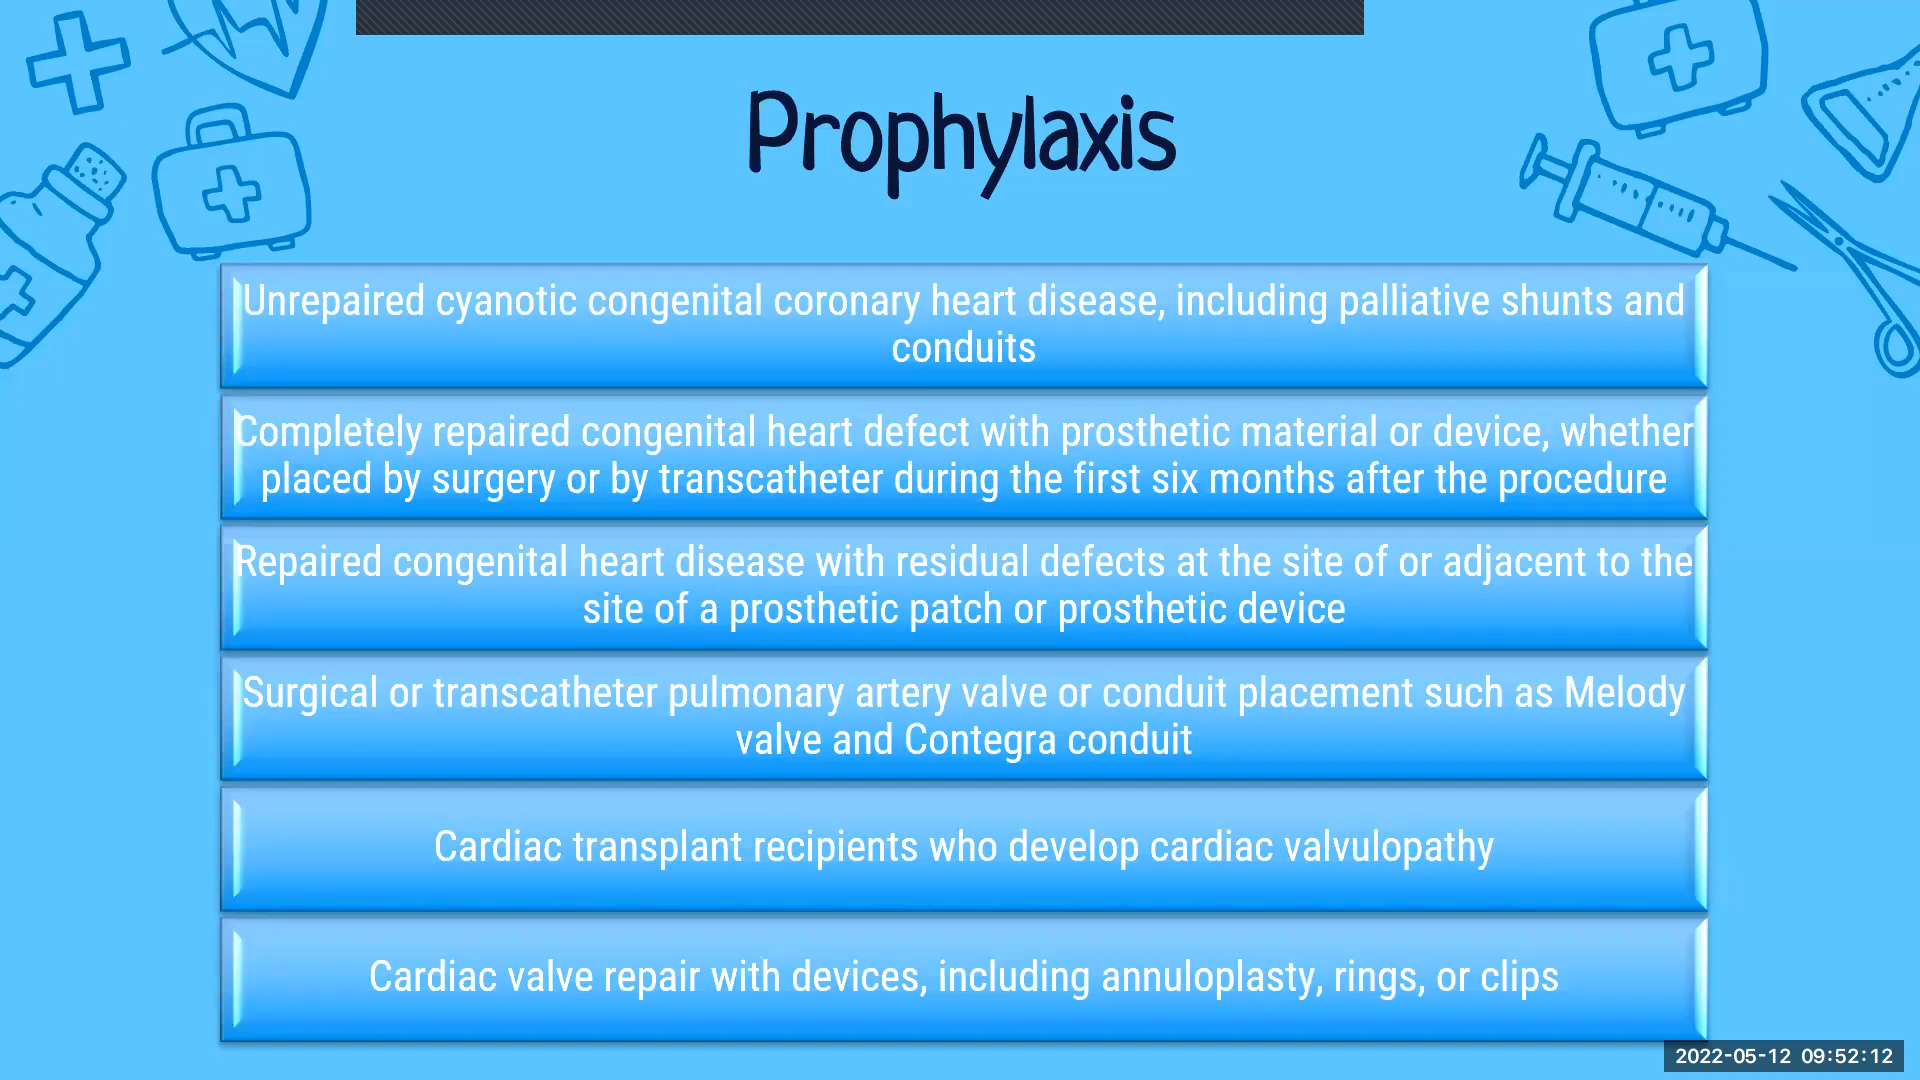 Prophylaxis
Unrepaired cyanotic congenital coronary heart disease, including palliative shunts and
conduits
Completely repaired congenital heart defect with prosthetic material or device, whether
placed by surgery or by transcatheter during the first six months after the procedure
Repaired congenital heart disease with residual defects at the site of or adjacent to the
site of a prosthetic patch or prosthetic device
Surgical or transcatheter pulmonary artery valve or conduit placement such as Melody
valve and Contegra conduit
Cardiac transplant recipients who develop cardiac valvulopathy
Cardiac valve repair with devices, including annuloplasty, rings, or clips
2022-05-12 09:52:12